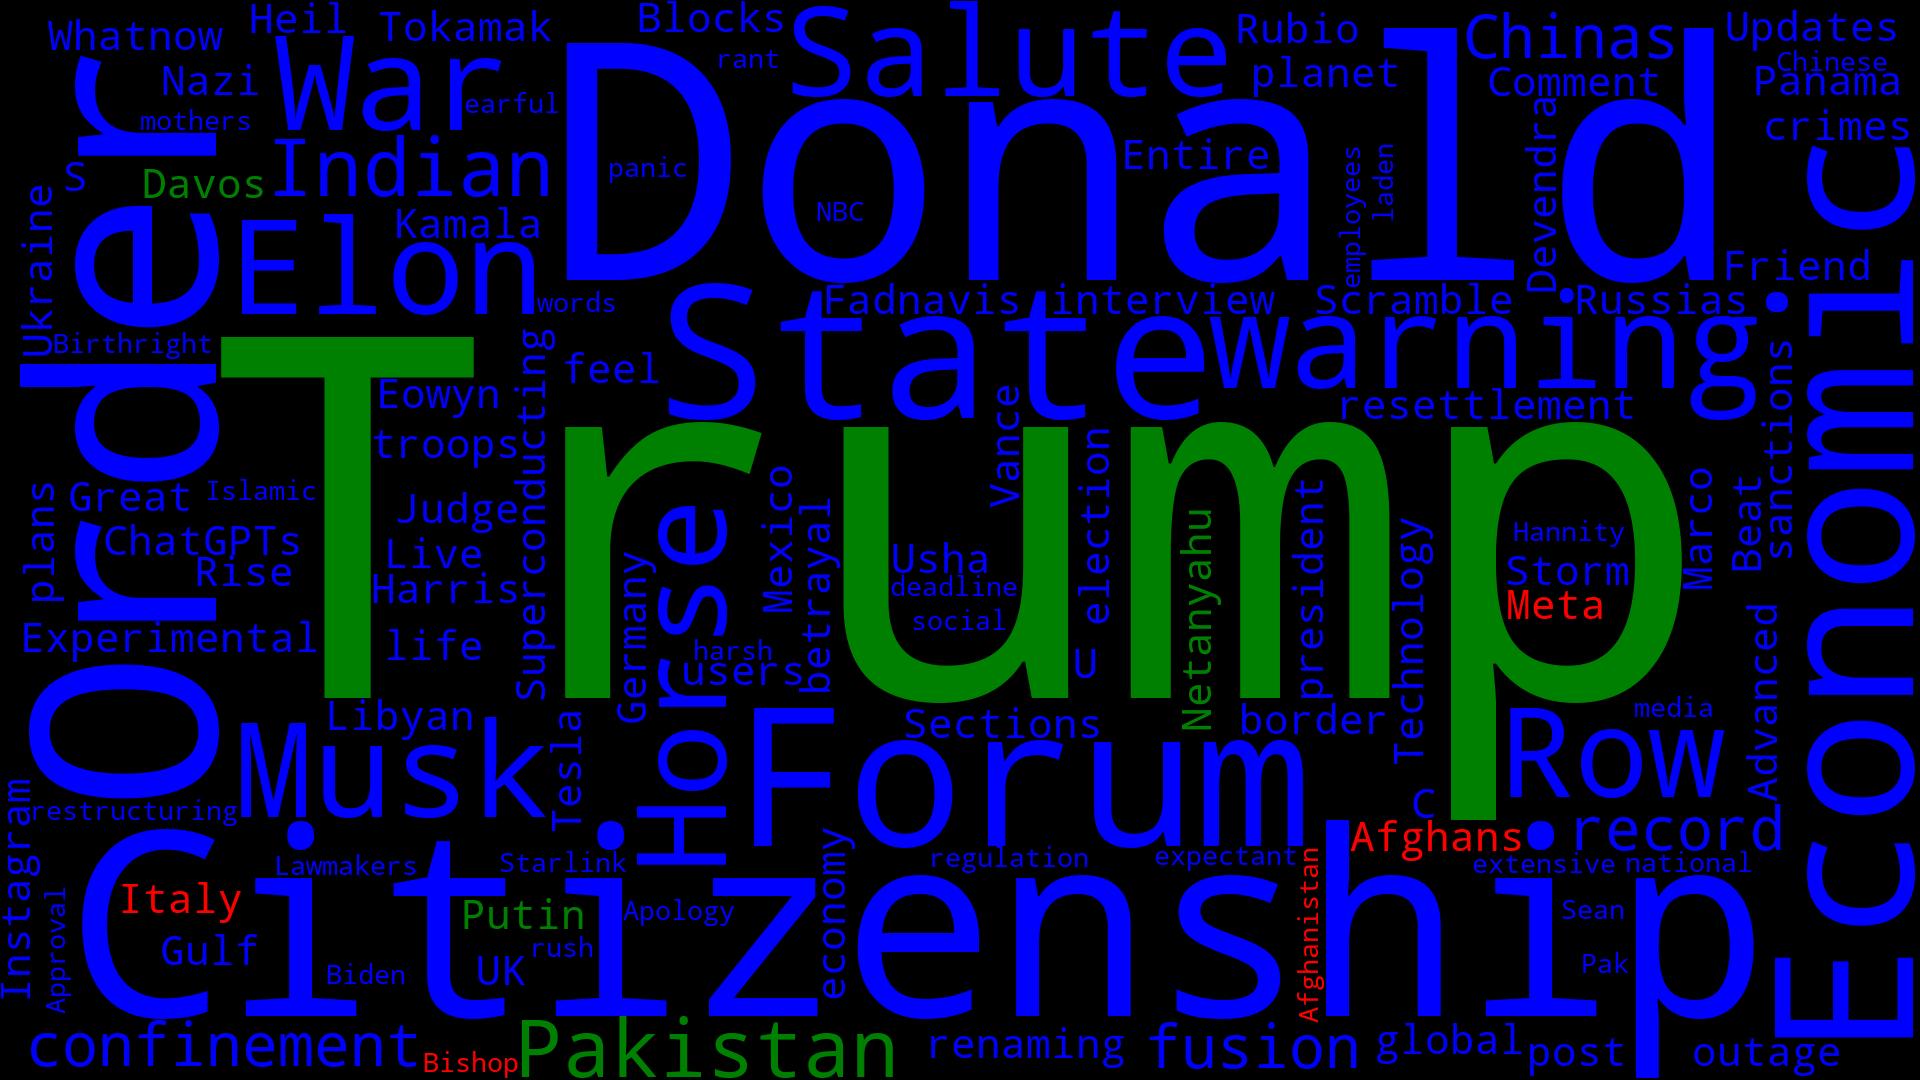 Whatnow
Heil
Tokamak
Blocks
Salute
Rubio
Chinas
Updates
Nazi
War
rant
planet
Comment
Chinese
Panama
mothers
earful
Donald
Entire
crimes
S
Davos
Indian
panic
NBC
employees
laden
Devendra
Ukraine
Order
Elon
Kamala
words
Fadnavis
interview
Scramble
Russias
Friend
Birthright
State
Warning
Economic
Trump
Eowyn
feel
resettlement
sanctions
troops
Superconducting
Vance
election
Great
Islamic
plans
Judge
Horse
Mexico
betrayal
Netanyahu
president
Technology
Hannity
Marco
Beat
ChatGPTs
Rise
Live
Harris
Germany
Usha
deadline
social
Storm
Meta
Experimental
life
harsh
users
U
Advanced
Libyan
Musk
Tesla
Forum
Sections
border
Row
media
Instagram
restructuring
C
Afghans
record
Citizenship
Lawmakers
Starlink
economy
regulation
expectant
extensive
national
Italy
Putin
Apology
Afghanistan
Sean
Approval
Gulf
Biden
UK
rush
Pak
confinement
Bishop
Pakistan
renaming
fusion
global
post
outage